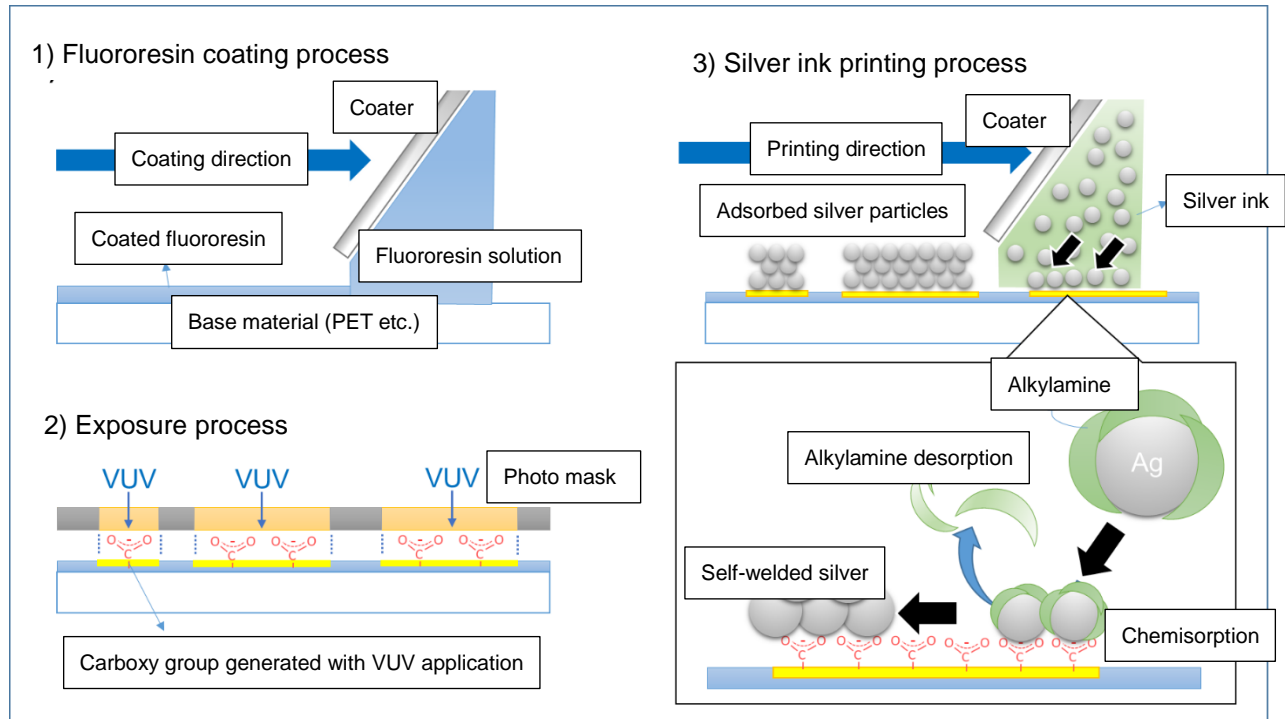 1) Fluororesin coating process
Coater
Coating direction
Coated fluororesin
Fluororesin solution
Base material (PET etc.)
2) Exposure process
VUV
VUV
VUV
Photo mask
O O
C
O O
C
O O
C
O O
C
O O
C
Carboxy group generated with VUV application
3) Silver ink printing process
Coater
Printing direction
Silver ink
Adsorbed silver particles
Alkylamine
Ag
Alkylamine desorption
Self-welded silver
Chemisorption
O O
C
O O
C
O O
C
O O
C
O O
C
O O
C